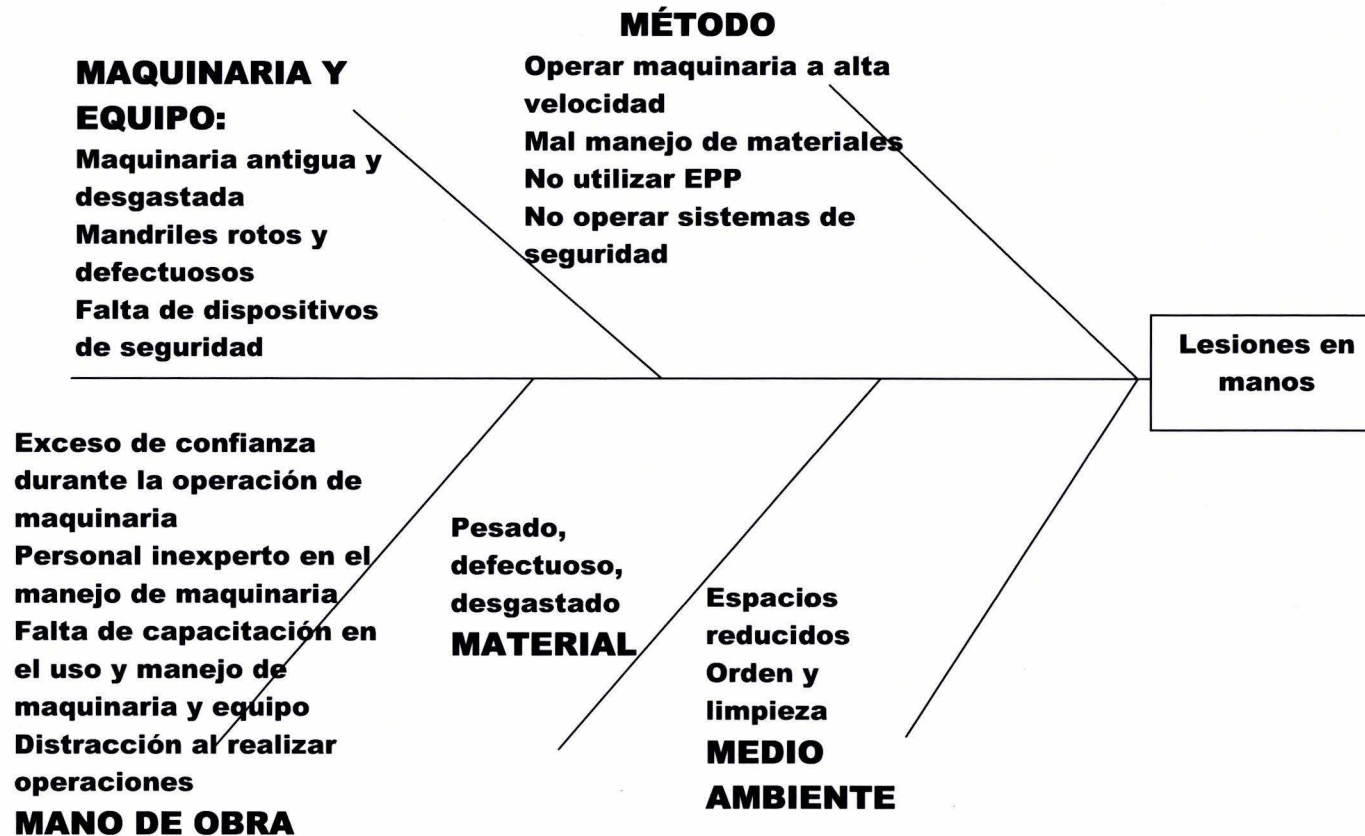 MÉTODO
Operar maquinaria a alta
velocidad
Mal manejo de materiales
No utilizar EPP
No operar sistemas de
seguridad
MAQUINARIA Y
EQUIPO:
Maquinaria antigua y
desgastada
Mandriles rotos y
defectuosos
Falta de dispositivos
de seguridad
Lesiones en
manos
Exceso de confianza
durante la operación de
maquinaria
Personal inexperto en el
manejo de maquinaria
Falta de capacitación en
el uso y manejo de
maquinaria y equipo
Distracción al realizar
operaciones
MANO DE OBRA
Pesado,
defectuoso,
desgastado
MATERIAL
Espacios
reducidos
Orden y
limpieza
MEDIO
AMBIENTE